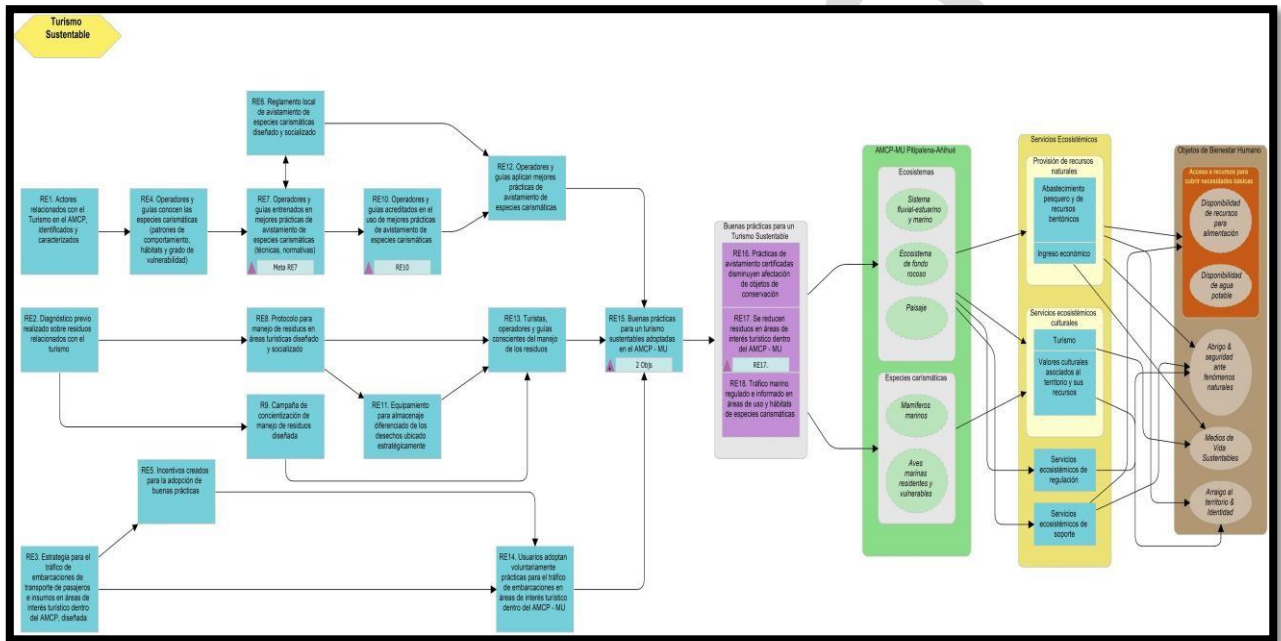 Turismo
Sustentable
RE6. Reglamento local
de avistamiento de
especies carismáticas
diseñado y socializado
RE12. Operadores y
guías aplican mejores
prácticas de
avistamiento de
especies carismáticas
RE1. Actores
relacionados con el
Turismo en el AMCP,
identificados y
caracterizados
RE4. Operadores y
guías conocen las
especies carismáticas
(patrones de
comportamiento,
hábitats y grado de
vulnerabilidad)
RE7. Operadores y
guías entrenados en
mejores prácticas de
avistamiento de
especies carismáticas
(técnicas, normativas)
Meta RE7
RE10. Operadores y
guías acreditados en el
uso de mejores prácticas
de avistamiento de
especies carismáticas
RE10
RE2. Diagnóstico previo
realizado sobre residuos
relacionados con el
turismo
RE8. Protocolo para
manejo de residuos en
áreas turísticas diseñado
y socializado
RE13. Turistas,
operadores y guías
conscientes del manejo
de los residuos
RE15. Buenas prácticas
para un turismo
sustentables adoptadas
en el AMCP - MU
2 Objs
R9. Campaña de
concientización de
manejo de residuos
diseñada
RE11. Equipamiento
para almacenaje
diferenciado de los
desechos ubicado
estratégicamente
RE5. Incentivos creados
para la adopción de
buenas prácticas
RE3. Estrategia para el
tráfico de
embarcaciones de
transporte de pasajeros
e insumos en áreas de
interés turístico dentro
del AMCP, diseñada
RE14. Usuarios adoptan
voluntariamente
prácticas para el tráfico
de embarcaciones en
áreas de interés turístico
dentro del AMCP - MU
Buenas prácticas para un
Turismo Sustentable
RE16. Prácticas de
avistamiento certificadas
disminuyen afectación
de objetos de
conservación
RE17. Se reducen
residuos en áreas de
interés turístico dentro
del AMCP - MU
RE17.
RE18. Tráfico marino
regulado e informado en
áreas de uso y hábitats
de especies carismáticas
AMCP-MU Pitipalena-Añihué
Ecosistemas
Sistema
fluvial-estuarino
y marino
Ecosistema
de fondo
rocoso
Paisaje
Especies carismáticas
Mamíferos
marinos
Aves
marinas
residentes y
vulnerables
Servicios Ecosistémicos
Provisión de recursos
naturales
Abastecimiento
pesquero y de
recursos
bentónicos
Ingreso económico
Servicios ecosistémicos
culturales
Turismo
Valores culturales
asociados al
territorio y sus
recursos
Servicios
ecosistémicos de
regulación
Servicios
ecosistémicos de
soporte
Objetos de Bienestar Humano
Acceso a recursos para
subrir necesidades básicas
Disponibilidad
de recursos
para
alimentación
Disponibilidad
de agua
potable
Abrigo &
seguridad
ante
fenómenos
naturales
Medios de
Vida
Sustentables
Arraigo al
territorio &
Identidad